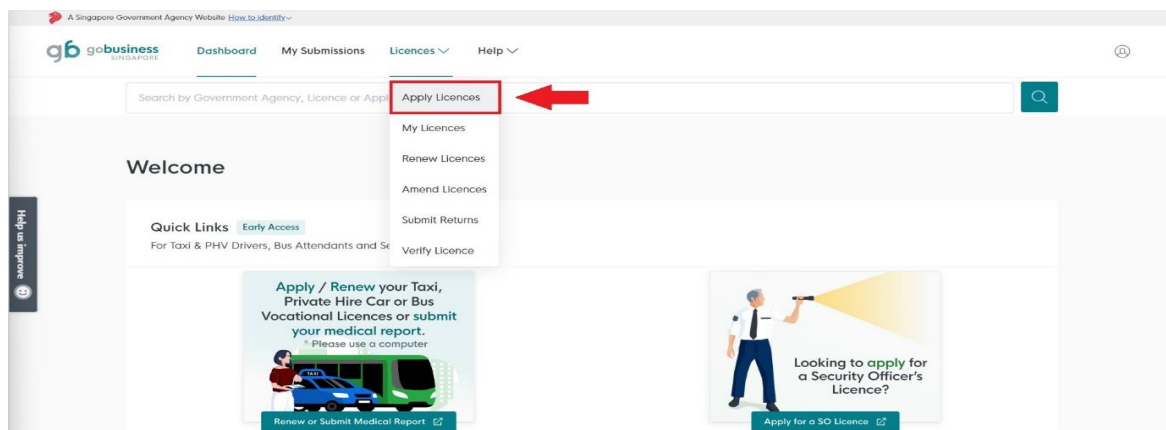 A Singapore Government Agency Website How to identify
gobusiness
SINGAPORE
Dashboard My Submissions Licences Help
Search by Government Agency, Licence or Appl
Apply Licences
My Licences
Renew Licences
Amend Licences
Submit Returns
Verify Licence
Welcome
Quick Links Early Access
For Taxi & PHV Drivers, Bus Attendants and Se
Help us improve
Apply / Renew your Taxi,
Private Hire Car or Bus
Vocational Licences or submit
your medical report.
* Please use a computer
TAXI
Renew or Submit Medical Report
Looking to apply for
a Security Officer's
Licence?
Apply for a SO Licence